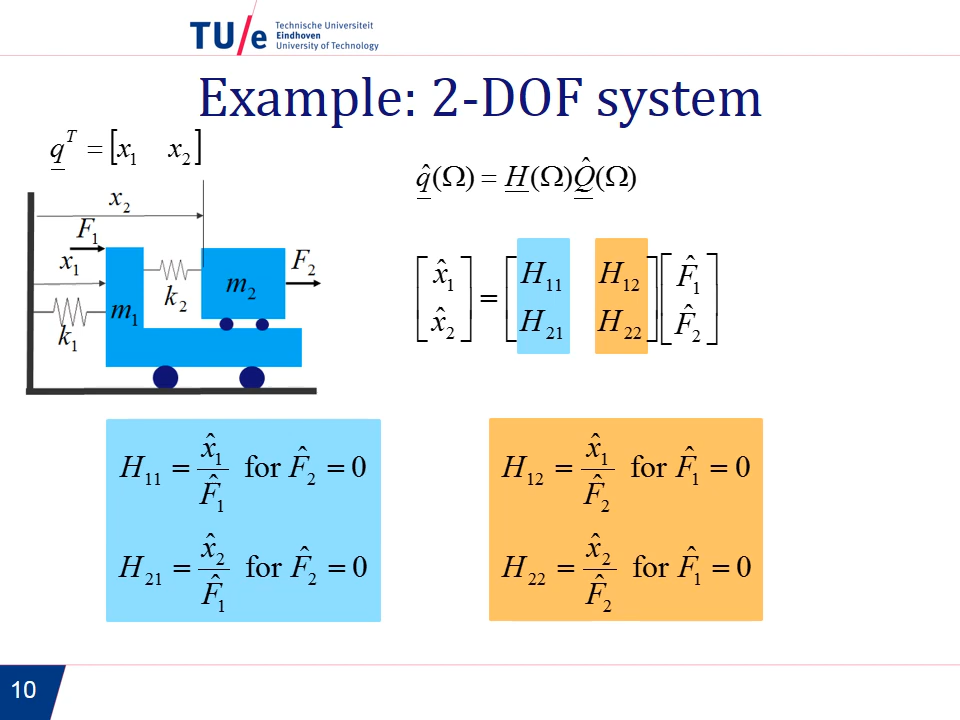 TU/e Technische Universiteit
Eindhoven
University of Technology
Example: 2-DOF system
q^T = [x₁ x₂]
q̂(Ω) = H(Ω)Q̂(Ω)
x₂
F₁
x₁
k₂
m₂
F₂
m₁
k₁
[x̂₁ x̂₂] = [H₁₁ H₁₂ H₂₁ H₂₂] [F̂₁ F̂₂]
H₁₁ = x̂₁/F̂₁ for F̂₂ = 0
H₂₁ = x̂₂/F̂₁ for F̂₂ = 0
H₁₂ = x̂₁/F̂₂ for F̂₁ = 0
H₂₂ = x̂₂/F̂₂ for F̂₁ = 0
10